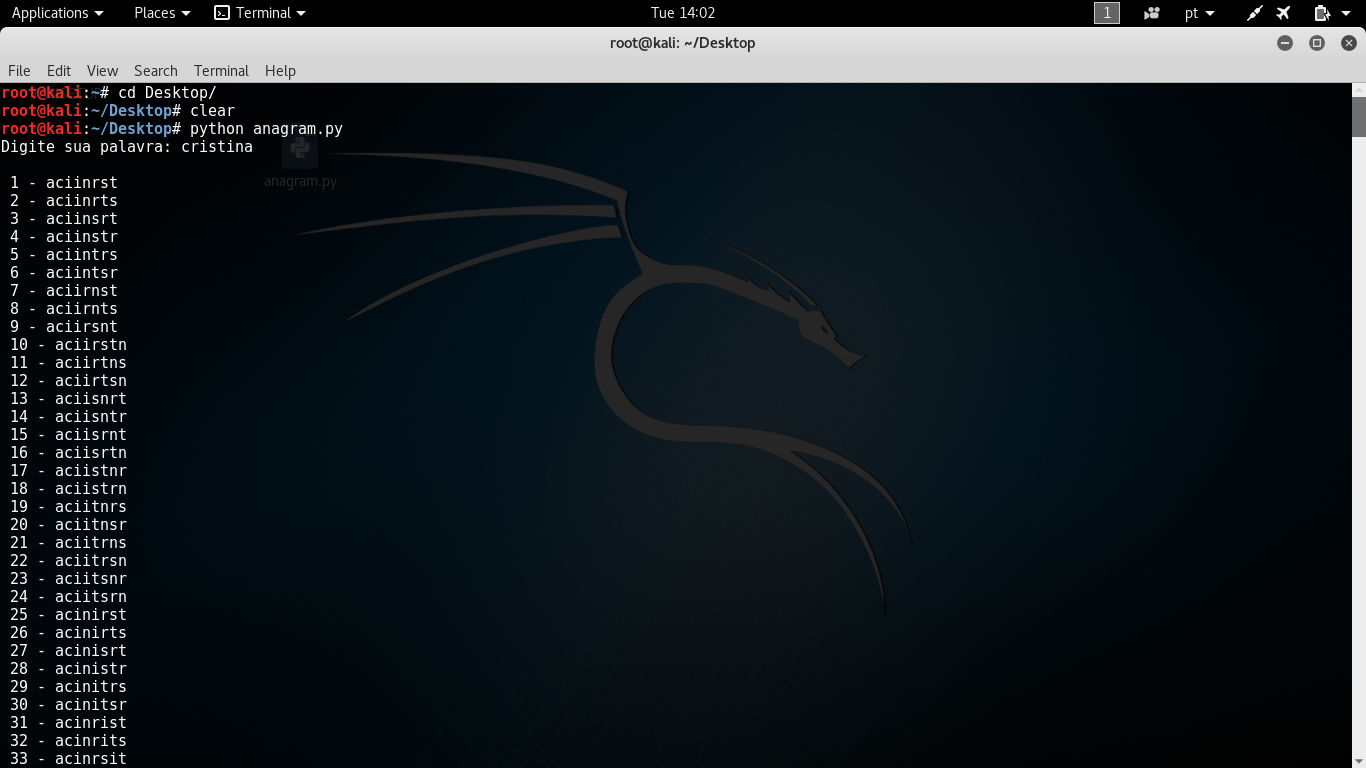 Applications Places Terminal Tue 14:02 1 pt
root@kali: ~/Desktop
File Edit View Search Terminal Help
root@kali:~# cd Desktop/
root@kali:~/Desktop# clear
root@kali:~/Desktop# python anagram.py
Digite sua palavra: cristina
anagram.py
1 - aciinrst
2 - aciinrts
3 - aciinsrt
4 - aciinstr
5 - aciintrs
6 - aciintsr
7 - aciirnst
8 - aciirnts
9 - aciirsnt
10 - aciirstn
11 - aciirtns
12 - aciirtsn
13 - aciisnrt
14 - aciisntr
15 - aciisrnt
16 - aciisrtn
17 - aciistnr
18 - aciistrn
19 - aciitnrs
20 - aciitnsr
21 - aciitrns
22 - aciitrsn
23 - aciitsnr
24 - aciitsrn
25 - acinirst
26 - acinirts
27 - acinisrt
28 - acinistr
29 - acinitrs
30 - acinitsr
31 - acinrist
32 - acinrits
33 - acinrsit